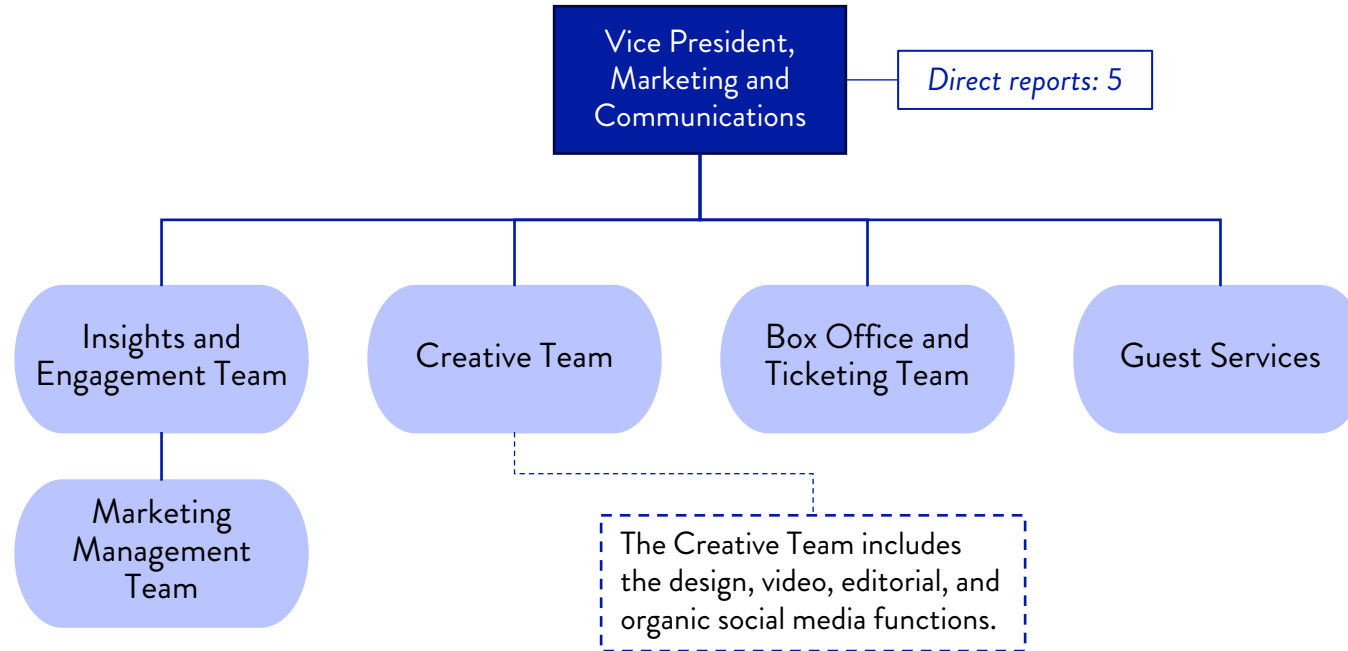 Vice President,
Marketing and
Communications
Direct reports: 5
Insights and
Engagement Team
Creative Team
Box Office and
Ticketing Team
Guest Services
Marketing
Management
Team
The Creative Team includes
the design, video, editorial, and
organic social media functions.